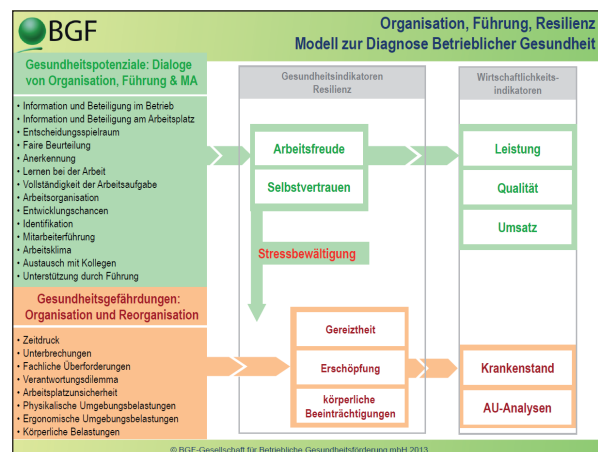 BGF
Organisation, Führung, Resilienz
Modell zur Diagnose Betrieblicher Gesundheit
Gesundheitspotenziale: Dialoge
von Organisation, Führung & MA
• Information und Beteiligung im Betrieb
• Information und Beteiligung am Arbeitsplatz
• Entscheidungsspielraum
• Faire Beurteilung
• Anerkennung
• Lernen bei der Arbeit
• Vollständigkeit der Arbeitsaufgabe
• Arbeitsorganisation
• Entwicklungschancen
• Identifikation
• Mitarbeiterführung
• Arbeitsklima
• Austausch mit Kollegen
• Unterstützung durch Führung
Gesundheitsgefährdungen:
Organisation und Reorganisation
• Zeitdruck
• Unterbrechungen
• Fachliche Überforderungen
• Verantwortungsdilemma
• Arbeitsplatzunsicherheit
• Physikalische Umgebungsbelastungen
• Ergonomische Umgebungsbelastungen
• Körperliche Belastungen
Gesundheitsindikatoren
Resilienz
Arbeitsfreude
Selbstvertrauen
Stressbewältigung
Gereiztheit
Erschöpfung
körperliche
Beeinträchtigungen
Wirtschaftlichkeits-
indikatoren
Leistung
Qualität
Umsatz
Krankenstand
AU-Analysen
© BGF-Gesellschaft für Betriebliche Gesundheitsförderung mbH 2013